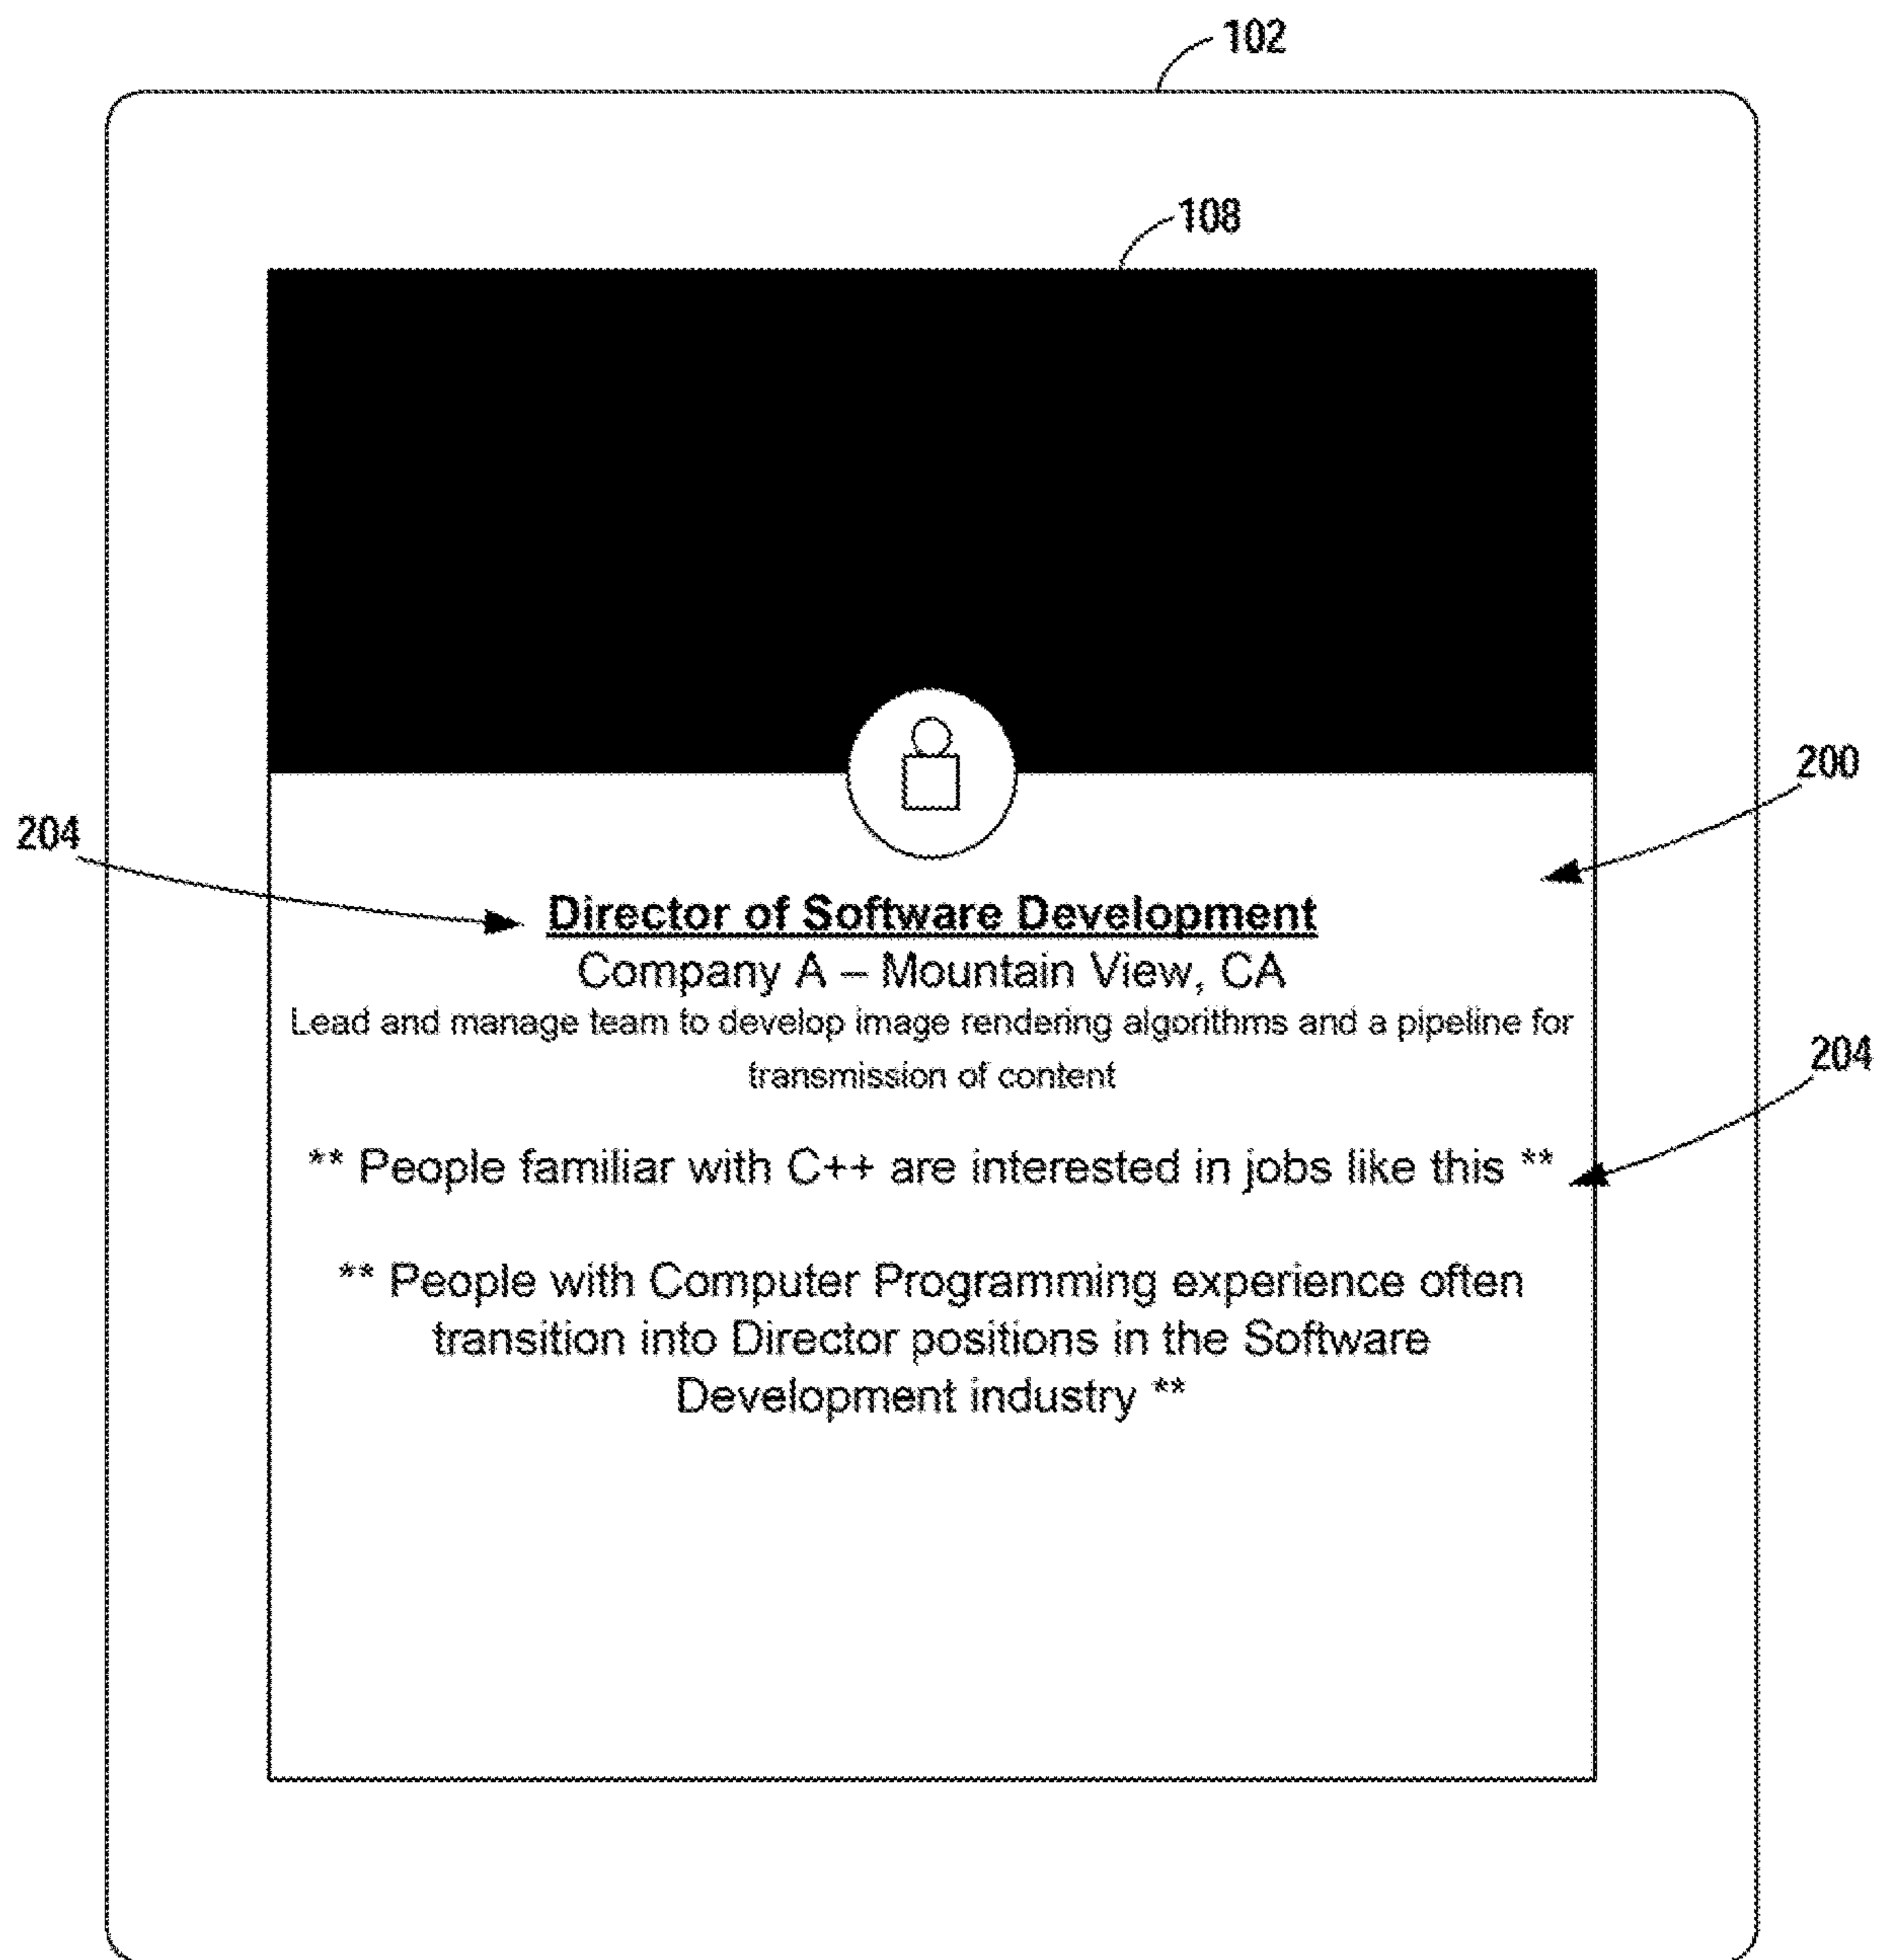 102
108
200
204
Director of Software Development
Company A – Mountain View, CA
Lead and manage team to develop image rendering algorithms and a pipeline for
transmission of content
204
** People familiar with C++ are interested in jobs like this **
** People with Computer Programming experience often
transition into Director positions in the Software
Development industry **